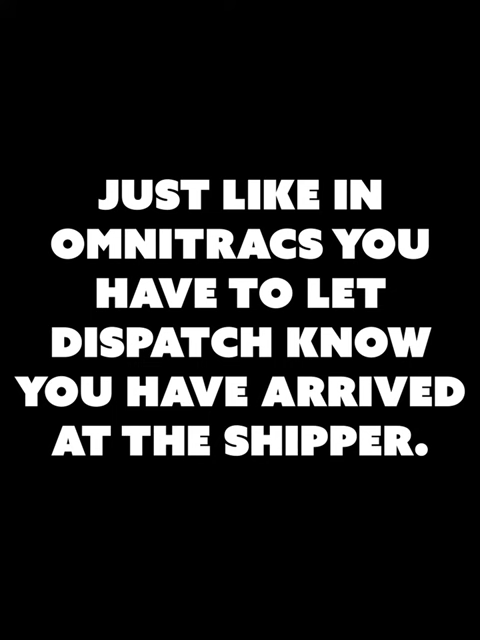 JUST LIKE IN
OMNITRACS YOU
HAVE TO LET
DISPATCH KNOW
YOU HAVE ARRIVED
AT THE SHIPPER.